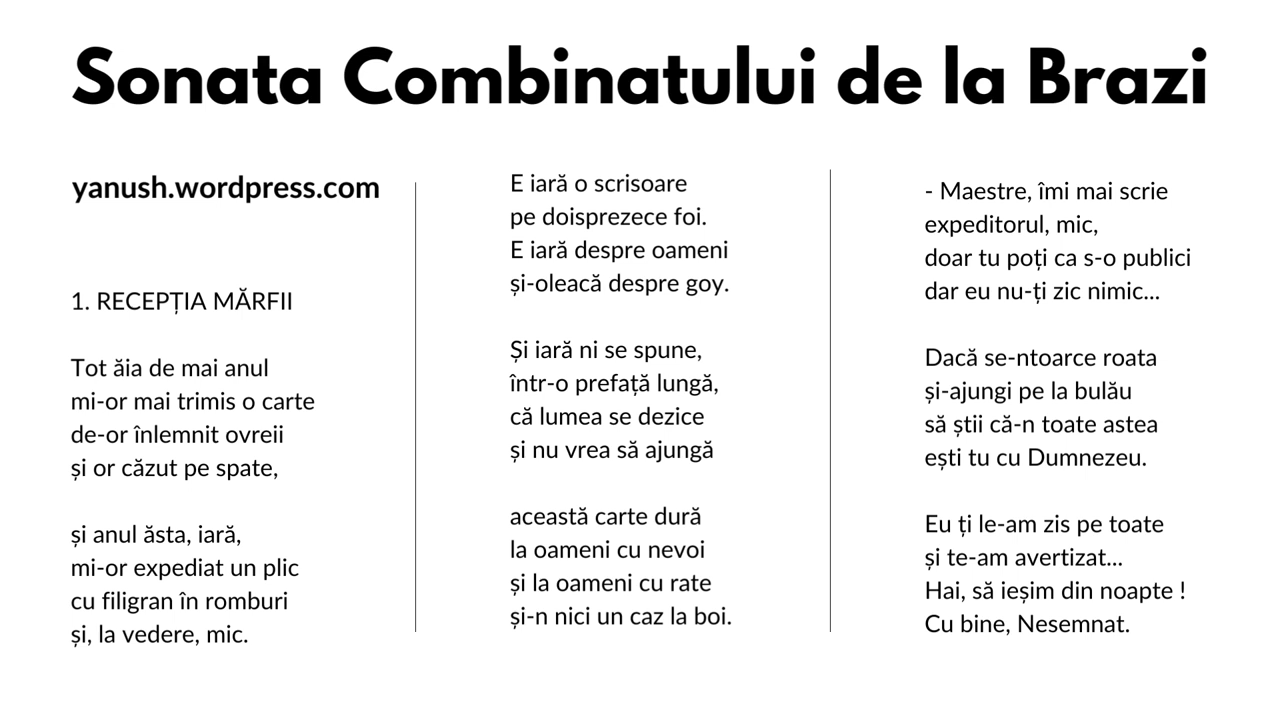 Sonata Combinatului de la Brazi
yanush.wordpress.com
1. RECEPȚIA MĂRFII
Tot ăia de mai anul
mi-or mai trimis o carte
de-or înlemnit ovreii
și or căzut pe spate,
și anul ăsta, iară,
mi-or expediat un plic
cu filigran în romburi
și, la vedere, mic.
E iară o scrisoare
pe doisprezece foi.
E iară despre oameni
și-oleacă despre goy.
Și iară ni se spune,
într-o prefață lungă,
că lumea se dezice
și nu vrea să ajungă
această carte dură
la oameni cu nevoi
și la oameni cu rate
și-n nici un caz la boi.
- Maestre, îmi mai scrie
expeditorul, mic,
doar tu poți ca s-o publici
dar eu nu-ți zic nimic...
Dacă se-ntoarce roata
și-ajungi pe la bulău
să știi că-n toate astea
ești tu cu Dumnezeu.
Eu ți le-am zis pe toate
și te-am avertizat...
Hai, să ieșim din noapte !
Cu bine, Nesemnat.